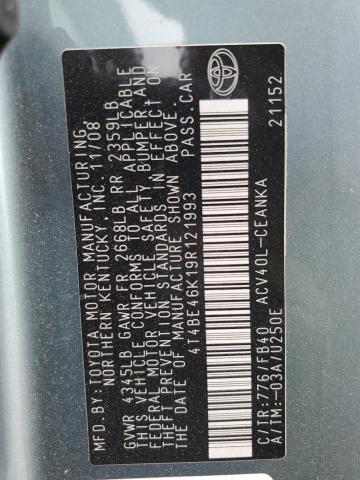 MFD.BY:TOYOTA MOTOR MANUFACTURING
NORTHERN KENTUCKY, INC. 11/08
GVWR 4345LB GAWR FR 2668LB RR 2359LB
THIS VEHICLE CONFORMS TO ALL APPLICABLE
FEDERAL MOTOR VEHICLE SAFETY, BUMPER AND
THEFT PREVENTION STANDARDS IN EFFECT ON
THE DATE OF MANUFACTURE SHOWN ABOVE.
4T4BE46K19R121993 PASS.CAR
C/TR:776/FB40 ACV40L-CEANKA
A/TM:-03A/U250E 21152